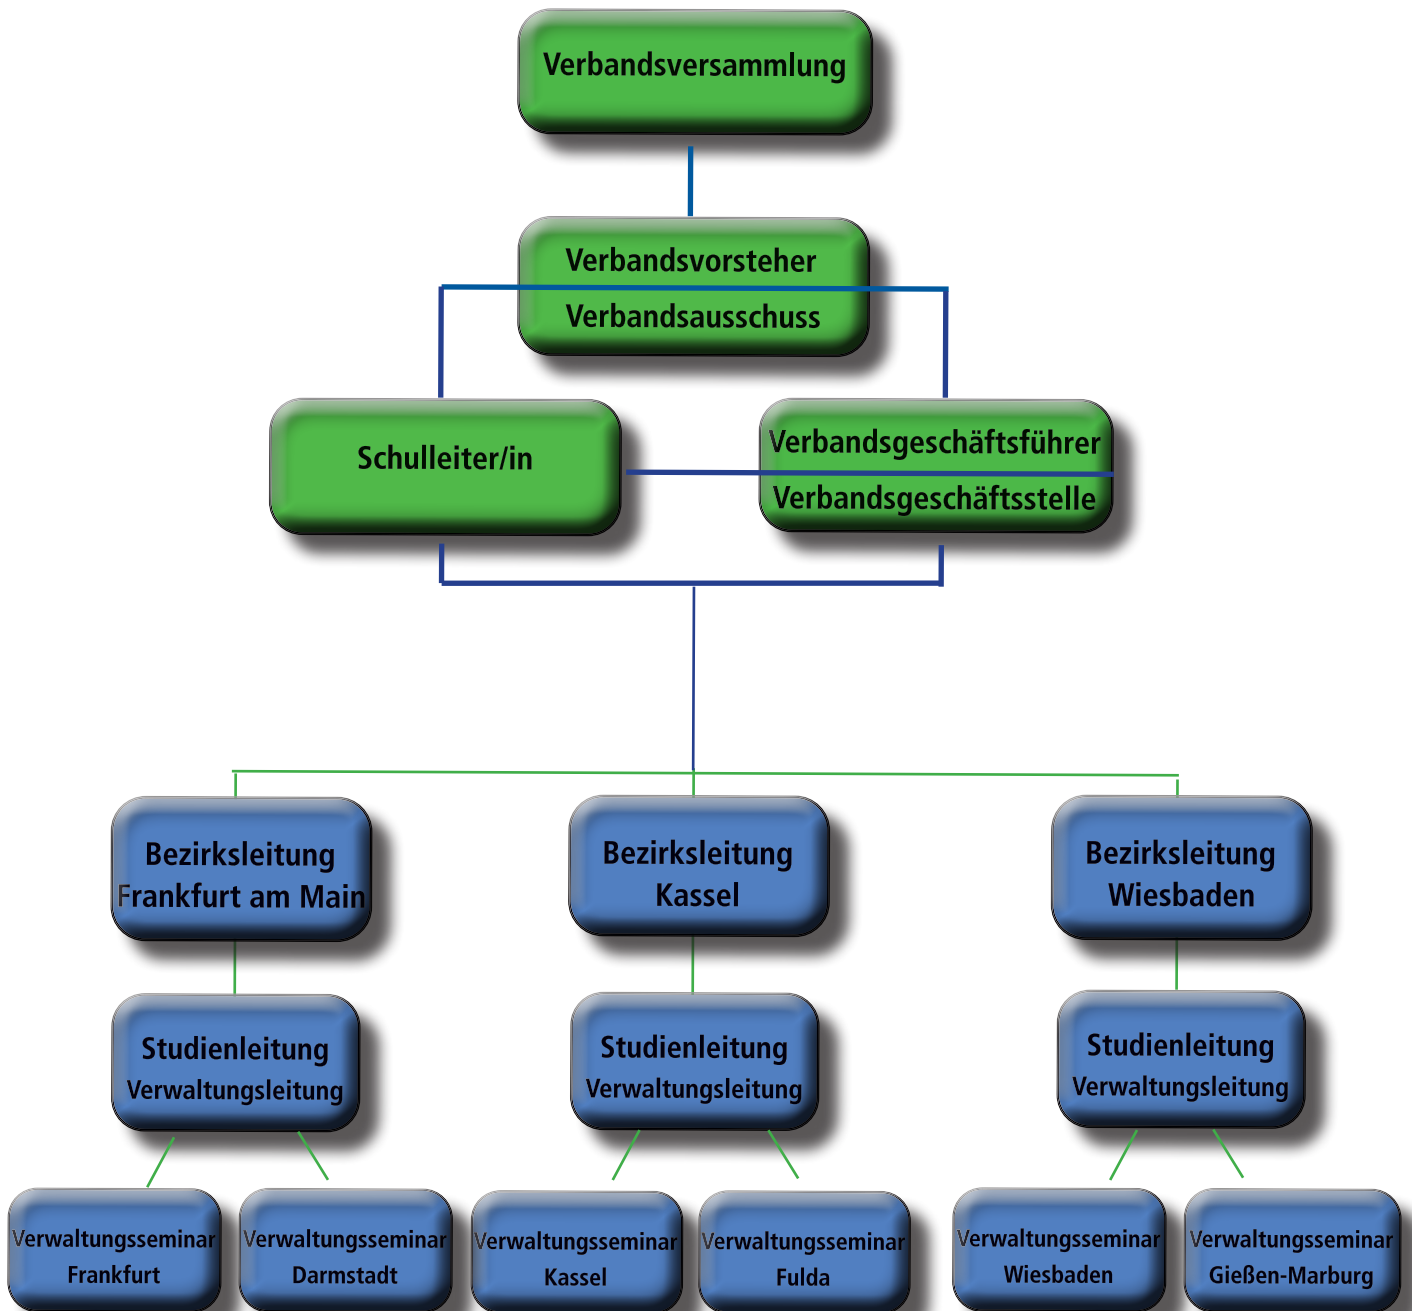 Verbandsversammlung
Verbandsvorsteher
Verbandsausschuss
Schulleiter/in
Verbandsgeschäftsführer
Verbandsgeschäftsstelle
Bezirksleitung
Frankfurt am Main
Bezirksleitung
Kassel
Bezirksleitung
Wiesbaden
Studienleitung
Verwaltungsleitung
Studienleitung
Verwaltungsleitung
Studienleitung
Verwaltungsleitung
Verwaltungsseminar
Frankfurt
Verwaltungsseminar
Darmstadt
Verwaltungsseminar
Kassel
Verwaltungsseminar
Fulda
Verwaltungsseminar
Wiesbaden
Verwaltungsseminar
Gießen-Marburg